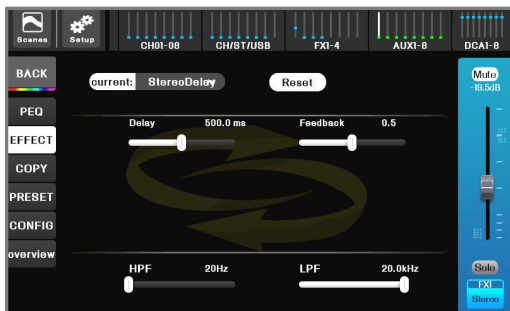 Scenes Setup CH01-08 CH/ST/USB FX1-4 AUX1-8 DCA1-8
BACK
current: StereoDelay Reset
Mute
-19.5dB
PEQ
Delay 500.0 ms Feedback 0.5
EFFECT
COPY
PRESET
CONFIG
overview
HPF 20Hz LPF 20.0kHz
Solo
FX1
Stereo